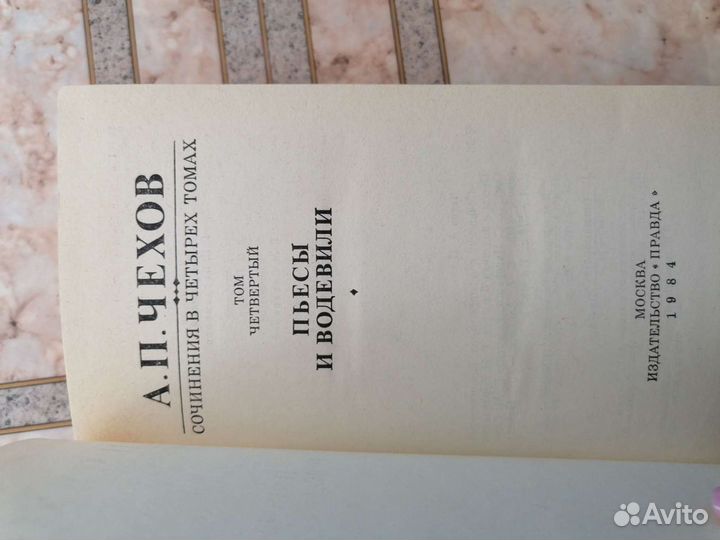 А.П.ЧЕХОВ
СОЧИНЕНИЯ В ЧЕТЫРЕХ ТОМАХ
ТОМ
ЧЕТВЕРТЫЙ
ПЬЕСЫ
И ВОДЕВИЛИ
МОСКВА
ИЗДАТЕЛЬСТВО «ПРАВДА»
1984
Avito